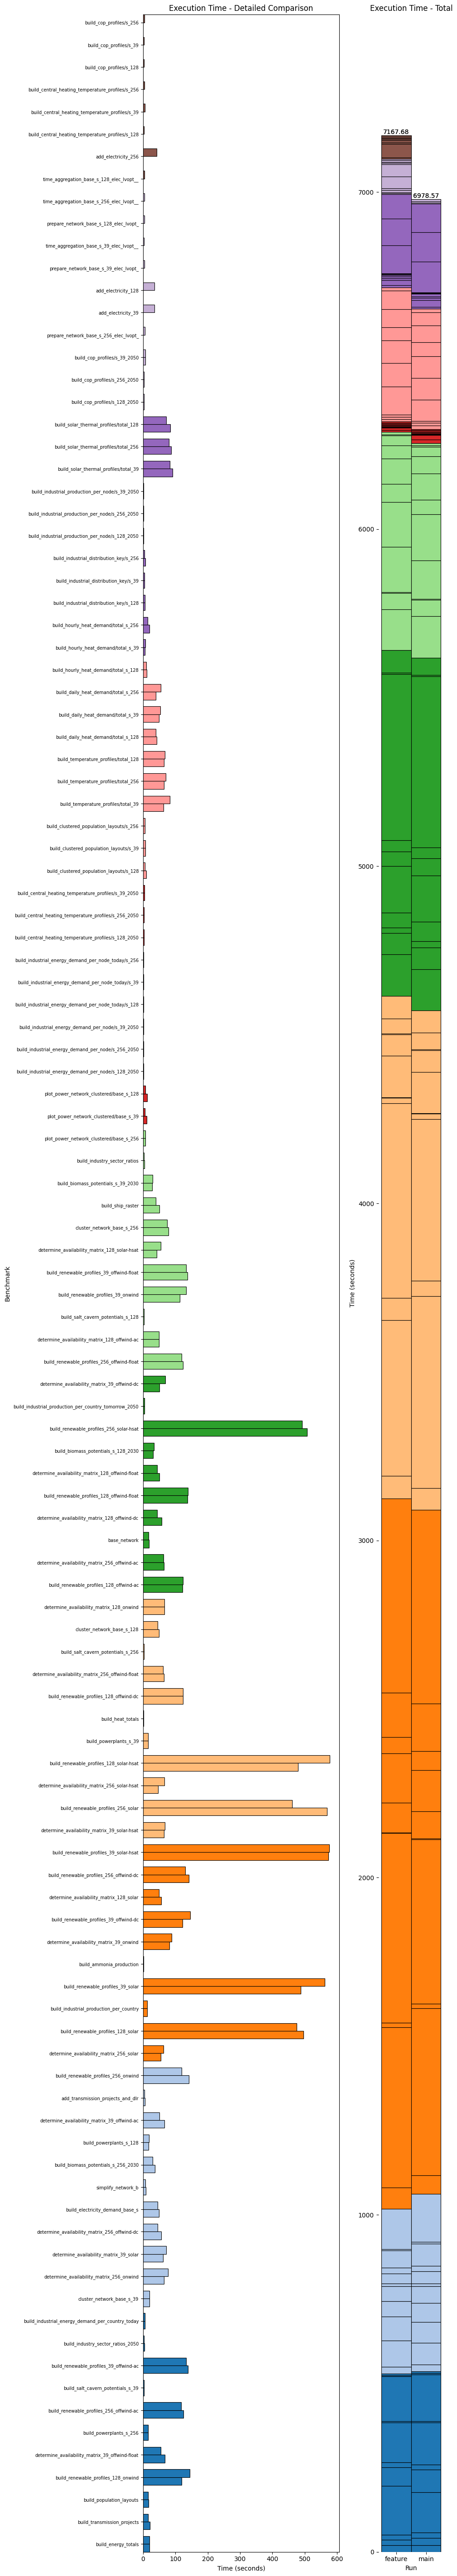 Execution Time - Detailed Comparison
Execution Time - Total
build_cop_profiles/s_256
build_cop_profiles/s_39
build_cop_profiles/s_128
build_central_heating_temperature_profiles/s_256
build_central_heating_temperature_profiles/s_39
build_central_heating_temperature_profiles/s_128
add_electricity_256
time_aggregation_base_s_128_elec_lvopt__
time_aggregation_base_s_256_elec_lvopt__
prepare_network_base_s_128_elec_lvopt_
time_aggregation_base_s_39_elec_lvopt__
prepare_network_base_s_39_elec_lvopt_
add_electricity_128
add_electricity_39
prepare_network_base_s_256_elec_lvopt_
build_cop_profiles/s_39_2050
build_cop_profiles/s_256_2050
build_cop_profiles/s_128_2050
build_solar_thermal_profiles/total_128
build_solar_thermal_profiles/total_256
build_solar_thermal_profiles/total_39
build_industrial_production_per_node/s_39_2050
build_industrial_production_per_node/s_256_2050
build_industrial_production_per_node/s_128_2050
build_industrial_distribution_key/s_256
build_industrial_distribution_key/s_39
build_industrial_distribution_key/s_128
build_hourly_heat_demand/total_s_256
build_hourly_heat_demand/total_s_39
build_hourly_heat_demand/total_s_128
build_daily_heat_demand/total_s_256
build_daily_heat_demand/total_s_39
build_daily_heat_demand/total_s_128
build_temperature_profiles/total_128
build_temperature_profiles/total_256
build_temperature_profiles/total_39
build_clustered_population_layouts/s_256
build_clustered_population_layouts/s_39
build_clustered_population_layouts/s_128
build_central_heating_temperature_profiles/s_39_2050
build_central_heating_temperature_profiles/s_256_2050
build_central_heating_temperature_profiles/s_128_2050
build_industrial_energy_demand_per_node_today/s_256
build_industrial_energy_demand_per_node_today/s_39
build_industrial_energy_demand_per_node_today/s_128
build_industrial_energy_demand_per_node/s_39_2050
build_industrial_energy_demand_per_node/s_256_2050
build_industrial_energy_demand_per_node/s_128_2050
plot_power_network_clustered/base_s_128
plot_power_network_clustered/base_s_39
plot_power_network_clustered/base_s_256
build_industry_sector_ratios
build_biomass_potentials_s_39_2030
build_ship_raster
cluster_network_base_s_256
determine_availability_matrix_128_solar-hsat
build_renewable_profiles_39_offwind-float
build_renewable_profiles_39_onwind
build_salt_cavern_potentials_s_128
determine_availability_matrix_128_offwind-ac
build_renewable_profiles_256_offwind-float
determine_availability_matrix_39_offwind-dc
build_industrial_production_per_country_tomorrow_2050
build_renewable_profiles_256_solar-hsat
build_biomass_potentials_s_128_2030
determine_availability_matrix_128_offwind-float
build_renewable_profiles_128_offwind-float
determine_availability_matrix_128_offwind-dc
base_network
determine_availability_matrix_256_offwind-ac
build_renewable_profiles_128_offwind-ac
determine_availability_matrix_128_onwind
cluster_network_base_s_128
build_salt_cavern_potentials_s_256
determine_availability_matrix_256_offwind-float
build_renewable_profiles_128_offwind-dc
build_heat_totals
build_powerplants_s_39
build_renewable_profiles_128_solar-hsat
determine_availability_matrix_256_solar-hsat
build_renewable_profiles_256_solar
determine_availability_matrix_39_solar-hsat
build_renewable_profiles_39_solar-hsat
build_renewable_profiles_256_offwind-dc
determine_availability_matrix_128_solar
build_renewable_profiles_39_offwind-dc
determine_availability_matrix_39_onwind
build_ammonia_production
build_renewable_profiles_39_solar
build_industrial_production_per_country
build_renewable_profiles_128_solar
determine_availability_matrix_256_solar
build_renewable_profiles_256_onwind
add_transmission_projects_and_dlr
determine_availability_matrix_39_offwind-ac
build_powerplants_s_128
build_biomass_potentials_s_256_2030
simplify_network_b
build_electricity_demand_base_s
determine_availability_matrix_256_offwind-dc
determine_availability_matrix_39_solar
determine_availability_matrix_256_onwind
cluster_network_base_s_39
build_industrial_energy_demand_per_country_today
build_industry_sector_ratios_2050
build_renewable_profiles_39_offwind-ac
build_salt_cavern_potentials_s_39
build_renewable_profiles_256_offwind-ac
build_powerplants_s_256
determine_availability_matrix_39_offwind-float
build_renewable_profiles_128_onwind
build_population_layouts
build_transmission_projects
build_energy_totals
Benchmark
0 100 200 300 400 500 600
Time (seconds)
7167.68
6978.57
7000
6000
5000
4000
3000
2000
1000
0
Time (seconds)
feature main
Run